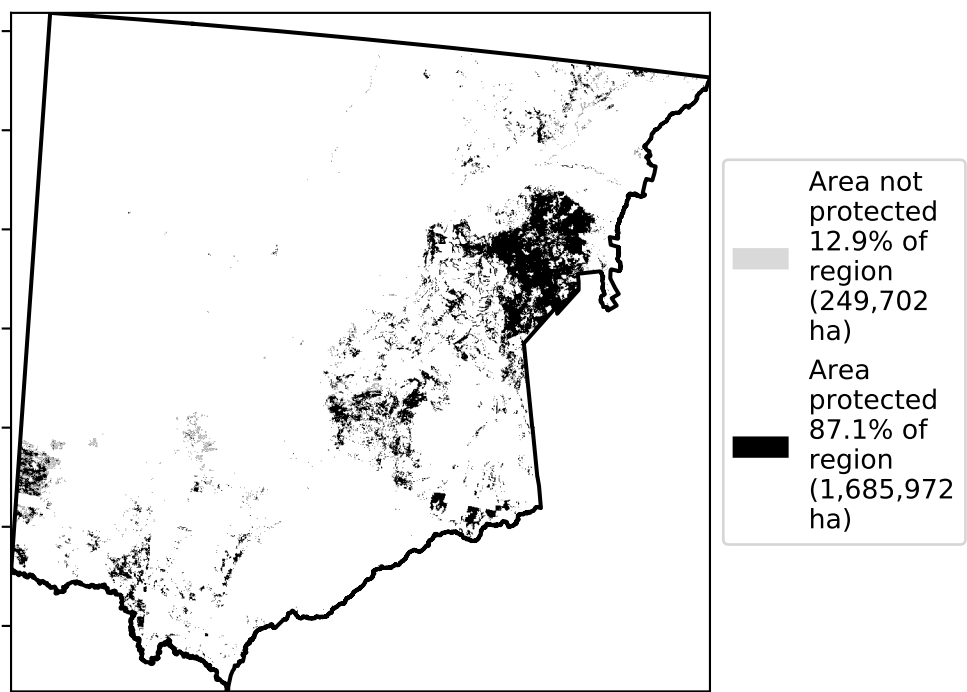 Area not
protected
12.9% of
region
(249,702
ha)
Area
protected
87.1% of
region
(1,685,972
ha)